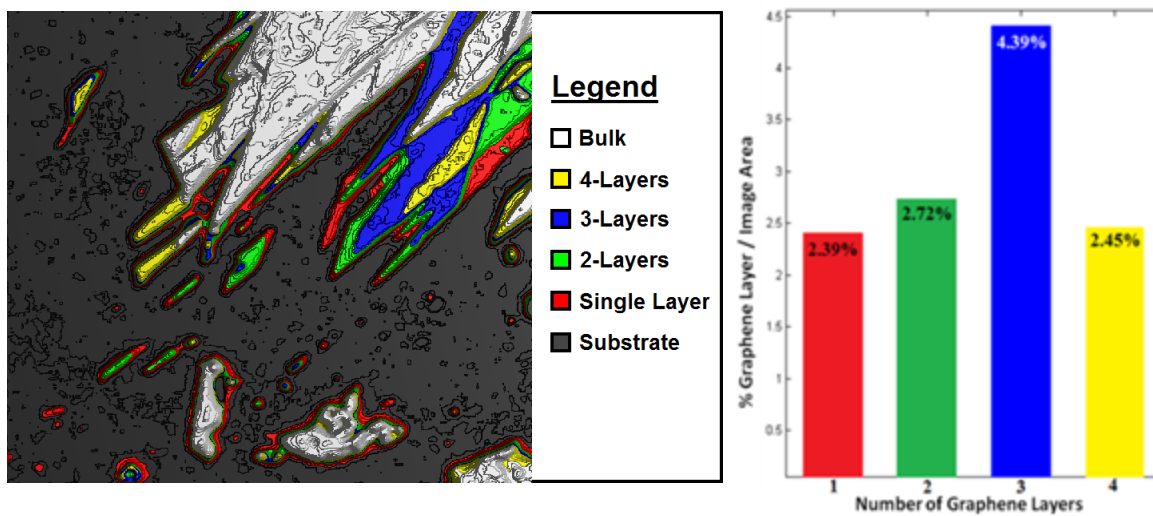 Legend
Bulk
4-Layers
3-Layers
2-Layers
Single Layer
Substrate
% Graphene Layer / Image Area
4.5
4
3.5
3
2.5
2
1.5
1
0.5
2.39%
2.72%
4.39%
2.45%
1 2 3 4
Number of Graphene Layers